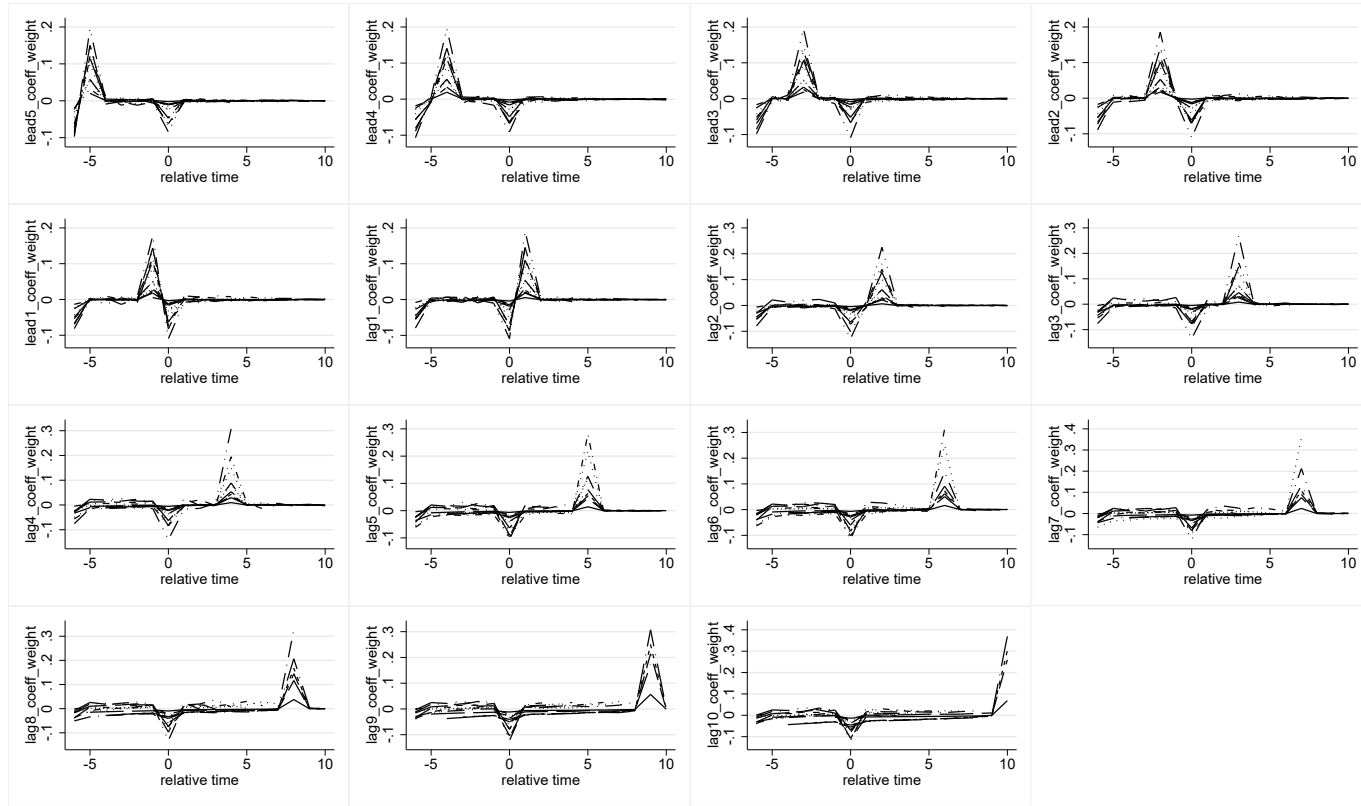 lead5_coeff_weight
-.1 0 .1 .2
-5 0 5 10
relative time
lead4_coeff_weight
-.1 0 .1 .2
-5 0 5 10
relative time
lead3_coeff_weight
-.1 0 .1 .2
-5 0 5 10
relative time
lead2_coeff_weight
-.1 0 .1 .2
-5 0 5 10
relative time
lead1_coeff_weight
-.1 0 .1 .2
-5 0 5 10
relative time
lag1_coeff_weight
-.1 0 .1 .2
-5 0 5 10
relative time
lag2_coeff_weight
-.1 0 .1 .2 .3
-5 0 5 10
relative time
lag3_coeff_weight
-.1 0 .1 .2 .3
-5 0 5 10
relative time
lag4_coeff_weight
-.1 0 .1 .2 .3
-5 0 5 10
relative time
lag5_coeff_weight
-.1 0 .1 .2 .3
-5 0 5 10
relative time
lag6_coeff_weight
-.1 0 .1 .2 .3
-5 0 5 10
relative time
lag7_coeff_weight
-.1 0 .1 .2 .3 .4
-5 0 5 10
relative time
lag8_coeff_weight
-.1 0 .1 .2 .3
-5 0 5 10
relative time
lag9_coeff_weight
-.1 0 .1 .2 .3
-5 0 5 10
relative time
lag10_coeff_weight
-.1 0 .1 .2 .3 .4
-5 0 5 10
relative time